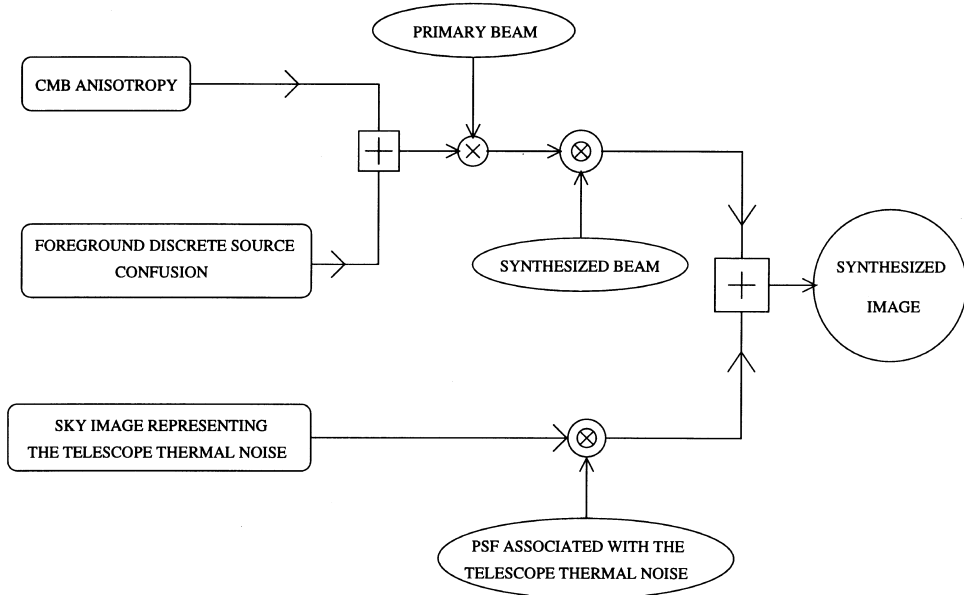 PRIMARY BEAM
CMB ANISOTROPY
FOREGROUND DISCRETE SOURCE
CONFUSION
SYNTHESIZED BEAM
SYNTHESIZED
IMAGE
SKY IMAGE REPRESENTING
THE TELESCOPE THERMAL NOISE
PSF ASSOCIATED WITH THE
TELESCOPE THERMAL NOISE